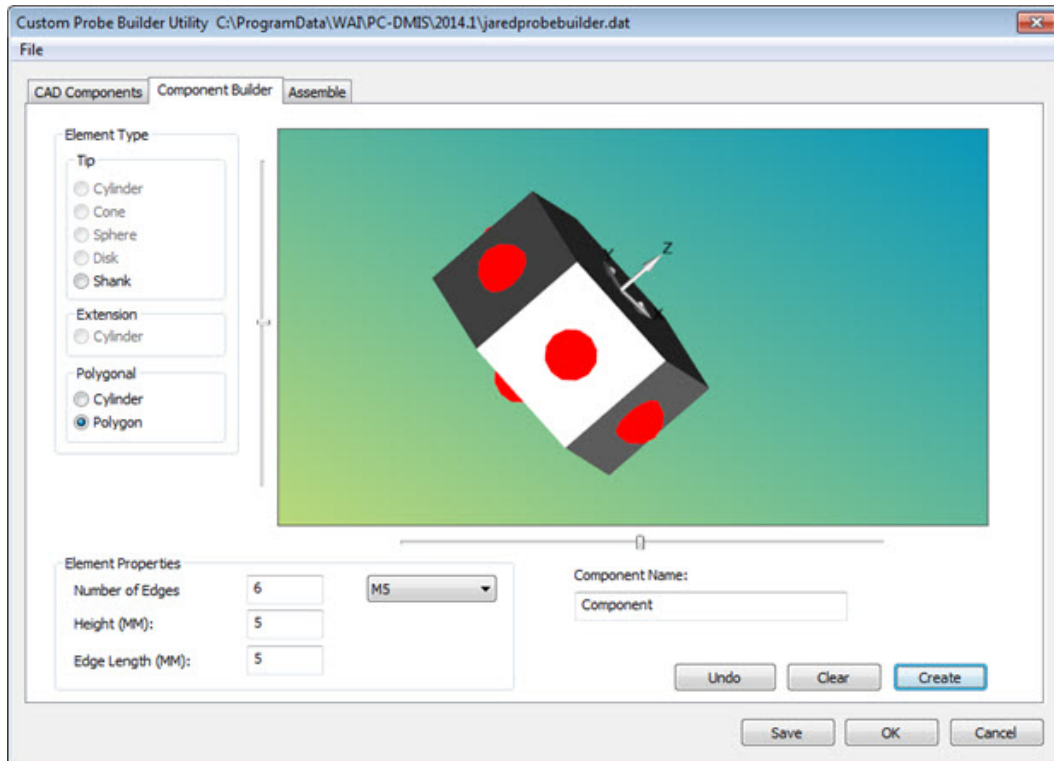 Custom Probe Builder Utility C:\ProgramData\WAI\PC-DMIS\2014.1\jaredprobebuilder.dat
File
CAD Components Component Builder Assemble
Element Type
Tip
Cylinder
Cone
Sphere
Disk
Shank
Extension
Cylinder
Polygonal
Cylinder
Polygon
Y Z
X
Element Properties
Number of Edges 6 M5
Height (MM): 5
Edge Length (MM): 5
Component Name:
Component
Undo Clear Create
Save OK Cancel